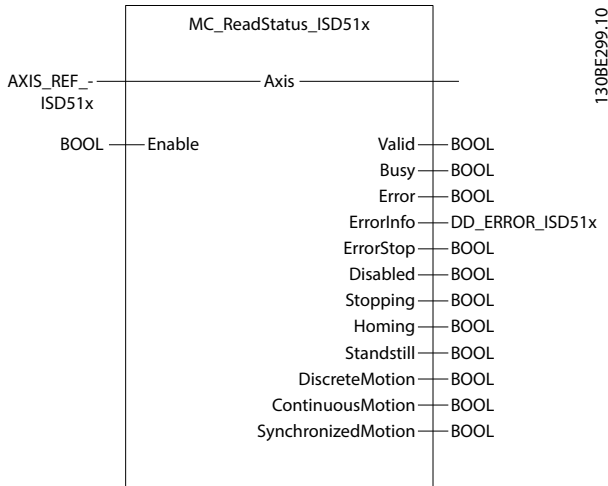 MC_ReadStatus_ISD51x
130BE299.10
AXIS_REF_-
ISD51x
Axis
BOOL Enable Valid BOOL
Busy BOOL
Error BOOL
ErrorInfo DD_ERROR_ISD51x
ErrorStop BOOL
Disabled BOOL
Stopping BOOL
Homing BOOL
Standstill BOOL
DiscreteMotion BOOL
ContinuousMotion BOOL
SynchronizedMotion BOOL